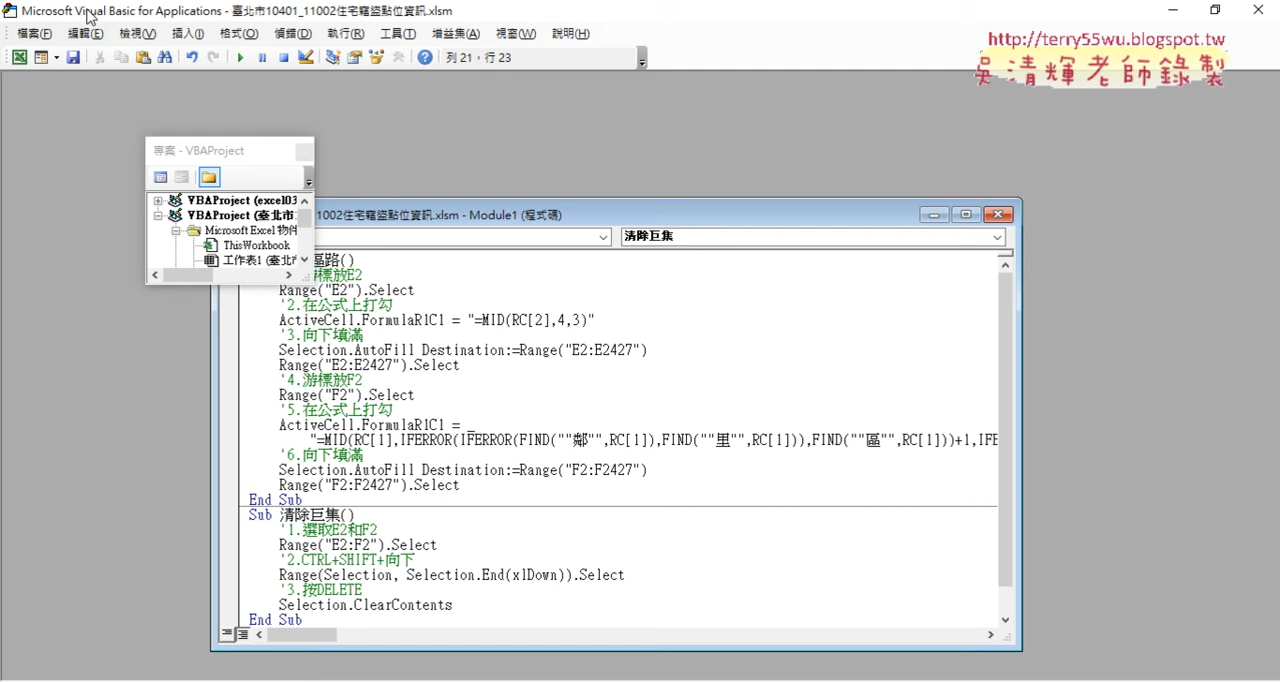 Microsoft Visual Basic for Applications - 臺北市10401_11002住宅竊盜點位資訊.xlsm
檔案(F) 編輯(E) 檢視(V) 插入(I) 格式(O) 偵錯(D) 執行(R) 工具(T) 增益集(A) 視窗(W) 說明(H)
http://terry55wu.blogspot.tw
吳清輝老師錄製
列 21，行 23
專案 - VBAProject
VBAProject (excel03
VBAProject (臺北市:
Microsoft Excel 物件
ThisWorkbook
工作表1 (臺北市
1002住宅竊盜點位資訊.xlsm - Module1 (程式碼)
清除巨集
區路()
游標放E2
Range("E2").Select
'2.在公式上打勾
ActiveCell.FormulaR1C1 = "=MID(RC[2],4,3)"
'3.向下填滿
Selection.AutoFill Destination:=Range("E2:E2427")
Range("E2:E2427").Select
'4.游標放F2
Range("F2").Select
'5.在公式上打勾
ActiveCell.FormulaR1C1 = _
"=MID(RC[1],IFERROR(IFERROR(FIND(""鄰"",RC[1]),FIND(""里"",RC[1])),FIND(""區"",RC[1]))+1,IFE
'6.向下填滿
Selection.AutoFill Destination:=Range("F2:F2427")
Range("F2:F2427").Select
End Sub
Sub 清除巨集()
'1.選取E2和F2
Range("E2:F2").Select
'2.CTRL+SHIFT+向下
Range(Selection, Selection.End(xlDown)).Select
'3.按DELETE
Selection.ClearContents
End Sub